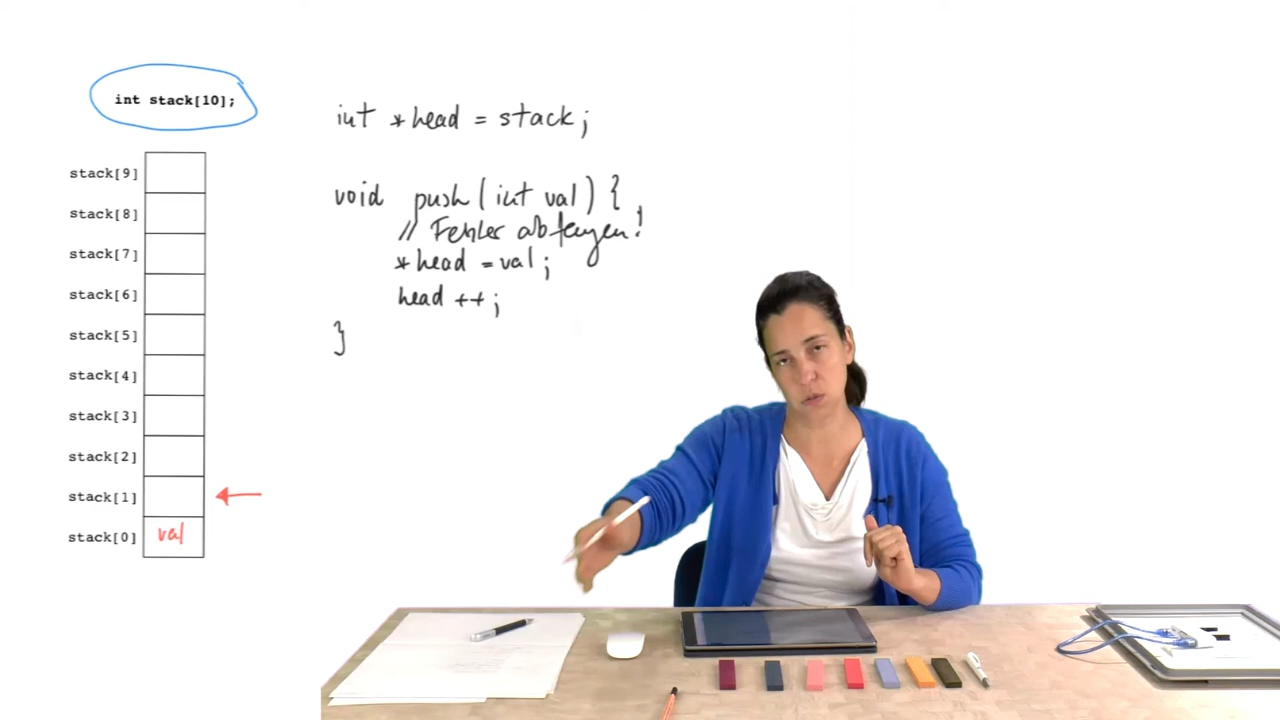 int stack[10];
stack[9]
stack[8]
stack[7]
stack[6]
stack[5]
stack[4]
stack[3]
stack[2]
stack[1]
stack[0] val
int *head = stack;
void push(int val) {
// Fehler abfangen!
*head = val;
head ++;
}